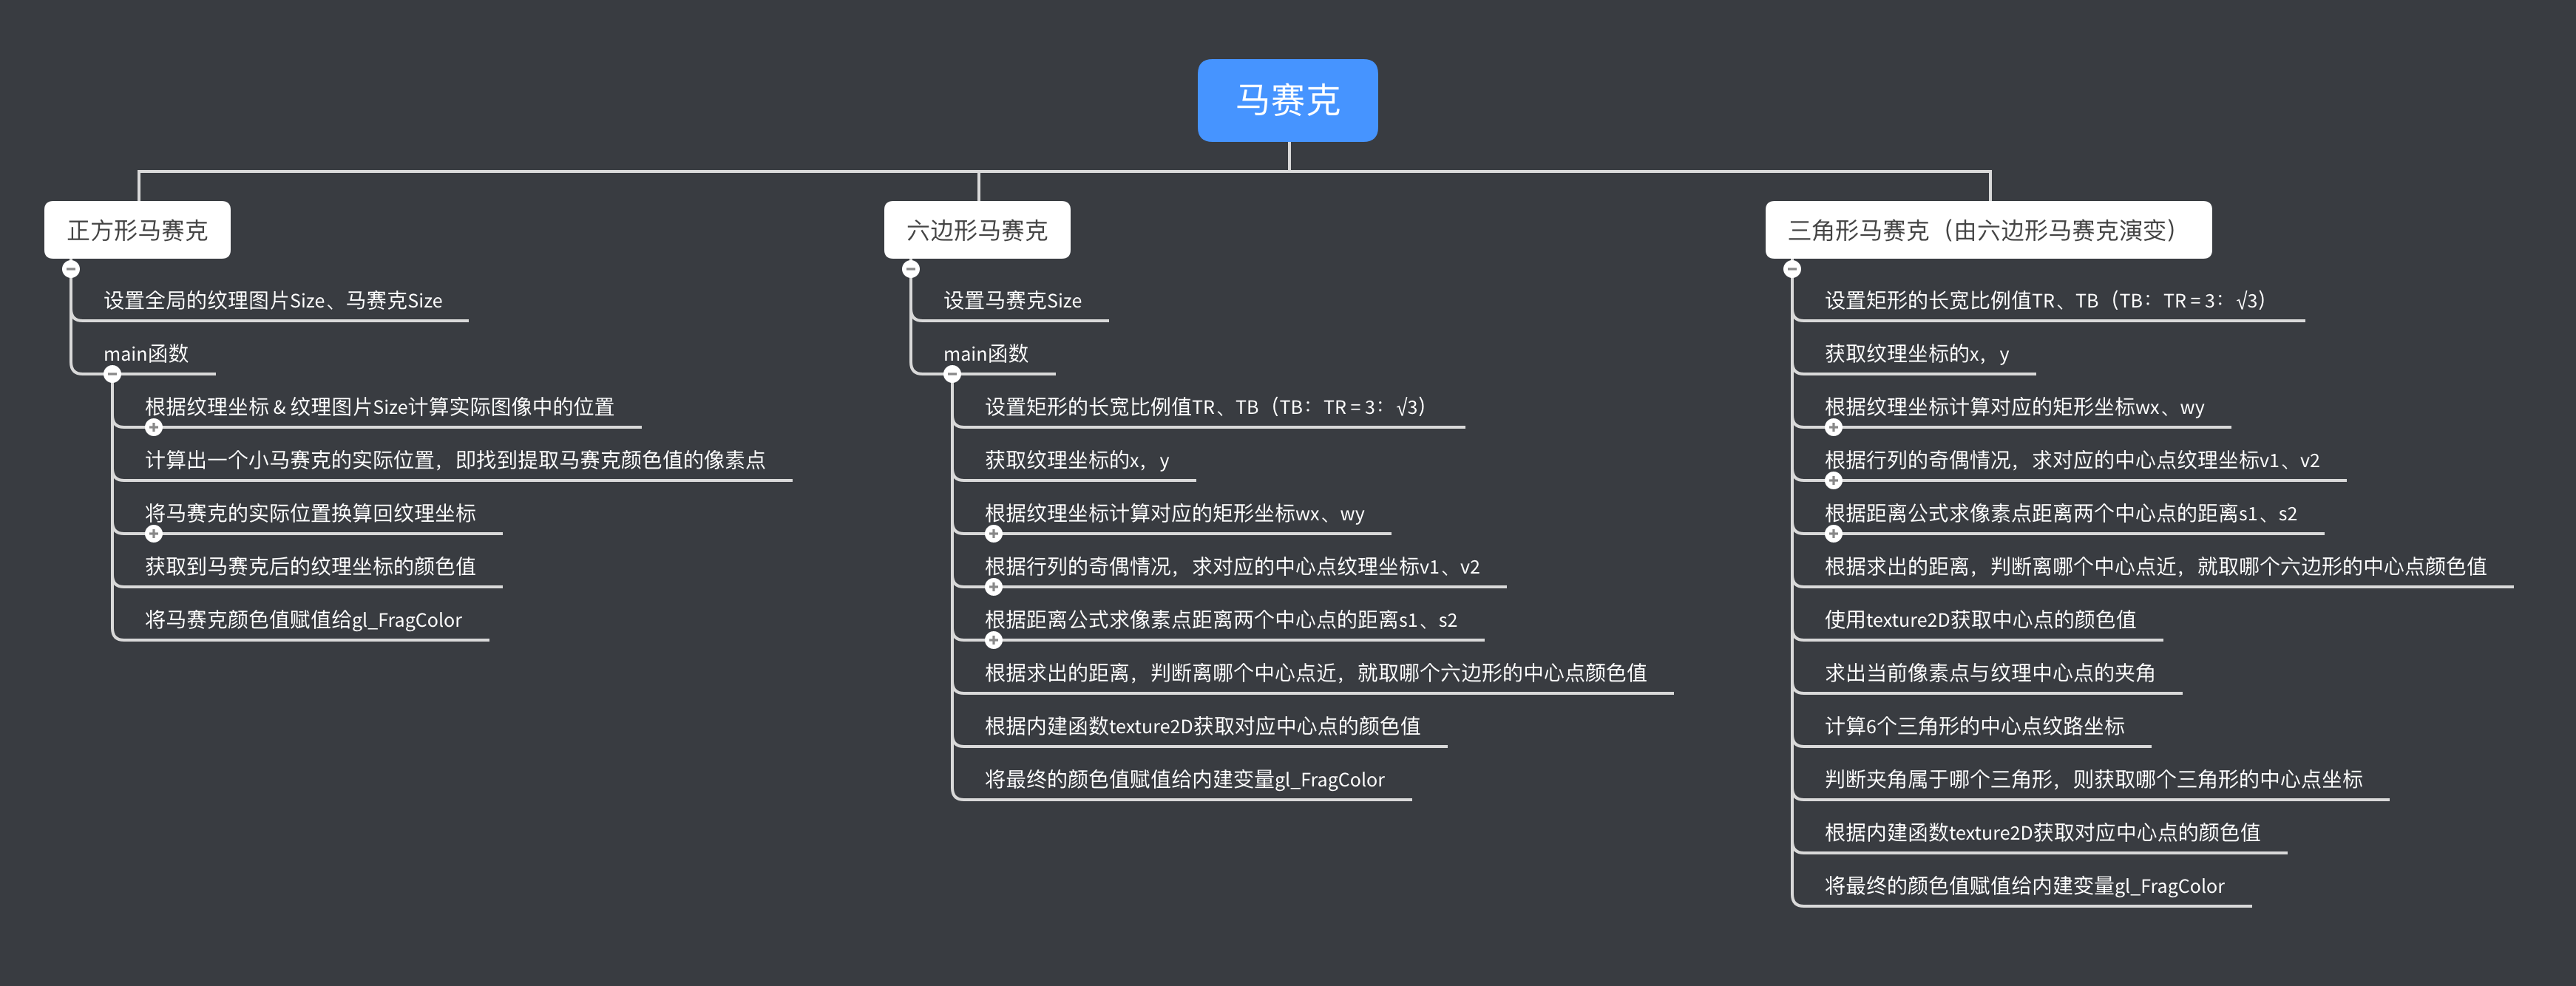 马赛克
正方形马赛克
设置全局的纹理图片Size、马赛克Size
main函数
根据纹理坐标 & 纹理图片Size计算实际图像中的位置
计算出一个小马赛克的实际位置，即找到提取马赛克颜色值的像素点
将马赛克的实际位置换算回纹理坐标
获取到马赛克后的纹理坐标的颜色值
将马赛克颜色值赋值给gl_FragColor
六边形马赛克
设置马赛克Size
main函数
设置矩形的长宽比例值TR、TB（TB：TR = 3：√3）
获取纹理坐标的x，y
根据纹理坐标计算对应的矩形坐标wx、wy
根据行列的奇偶情况，求对应的中心点纹理坐标v1、v2
根据距离公式求像素点距离两个中心点的距离s1、s2
根据求出的距离，判断离哪个中心点近，就取哪个六边形的中心点颜色值
根据内建函数texture2D获取对应中心点的颜色值
将最终的颜色值赋值给内建变量gl_FragColor
三角形马赛克（由六边形马赛克演变）
设置矩形的长宽比例值TR、TB（TB：TR = 3：√3）
获取纹理坐标的x，y
根据纹理坐标计算对应的矩形坐标wx、wy
根据行列的奇偶情况，求对应的中心点纹理坐标v1、v2
根据距离公式求像素点距离两个中心点的距离s1、s2
根据求出的距离，判断离哪个中心点近，就取哪个六边形的中心点颜色值
使用texture2D获取中心点的颜色值
求出当前像素点与纹理中心点的夹角
计算6个三角形的中心点纹路坐标
判断夹角属于哪个三角形，则获取哪个三角形的中心点坐标
根据内建函数texture2D获取对应中心点的颜色值
将最终的颜色值赋值给内建变量gl_FragColor